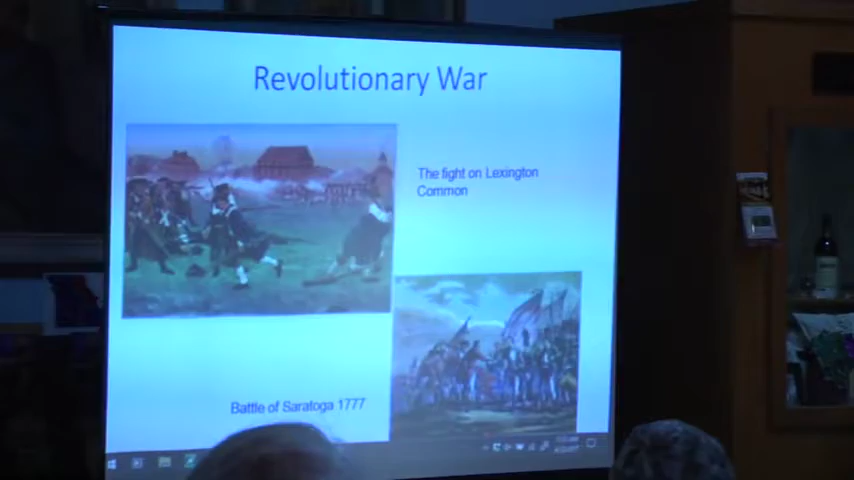 Revolutionary War
The fight on Lexington
Common
Battle of Saratoga 1777